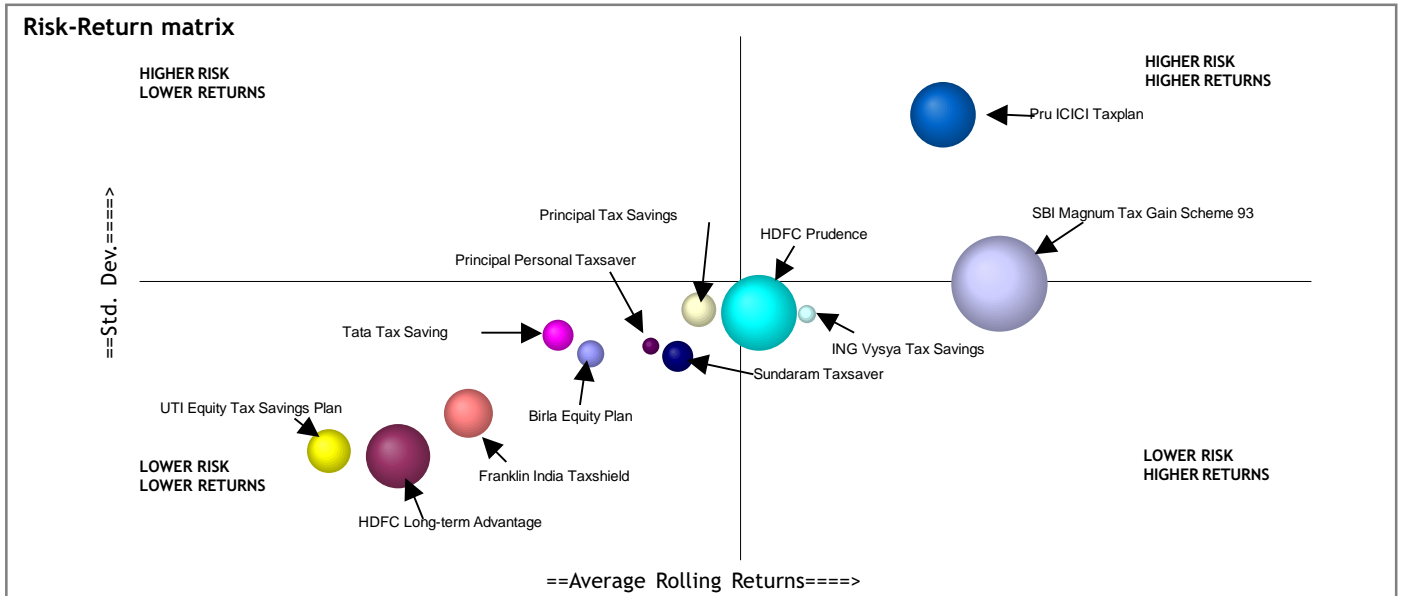 Risk-Return matrix
HIGHER RISK
LOWER RETURNS
HIGHER RISK
HIGHER RETURNS
Pru ICICI Taxplan
SBI Magnum Tax Gain Scheme 93
Principal Tax Savings
HDFC Prudence
Principal Personal Taxsaver
==Std. Dev.====>
Tata Tax Saving
ING Vysya Tax Savings
Sundaram Taxsaver
UTI Equity Tax Savings Plan
Birla Equity Plan
LOWER RISK
LOWER RETURNS
Franklin India Taxshield
LOWER RISK
HIGHER RETURNS
HDFC Long-term Advantage
==Average Rolling Returns====>